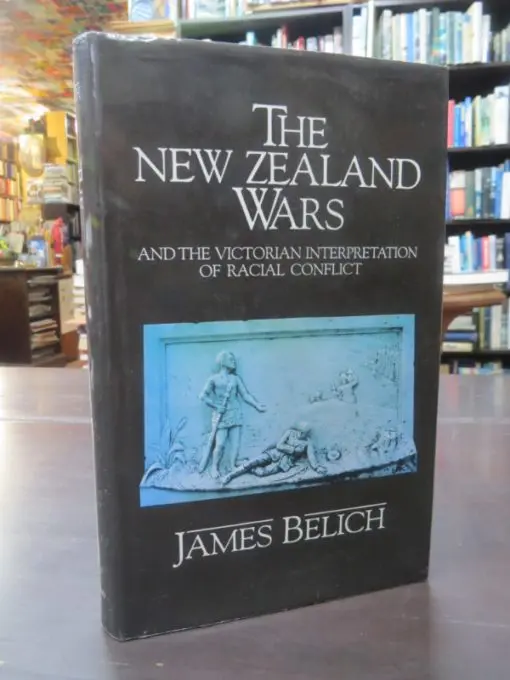 THE
NEW ZEALAND
WARS
AND THE VICTORIAN INTERPRETATION
OF RACIAL CONFLICT
JAMES BELICH